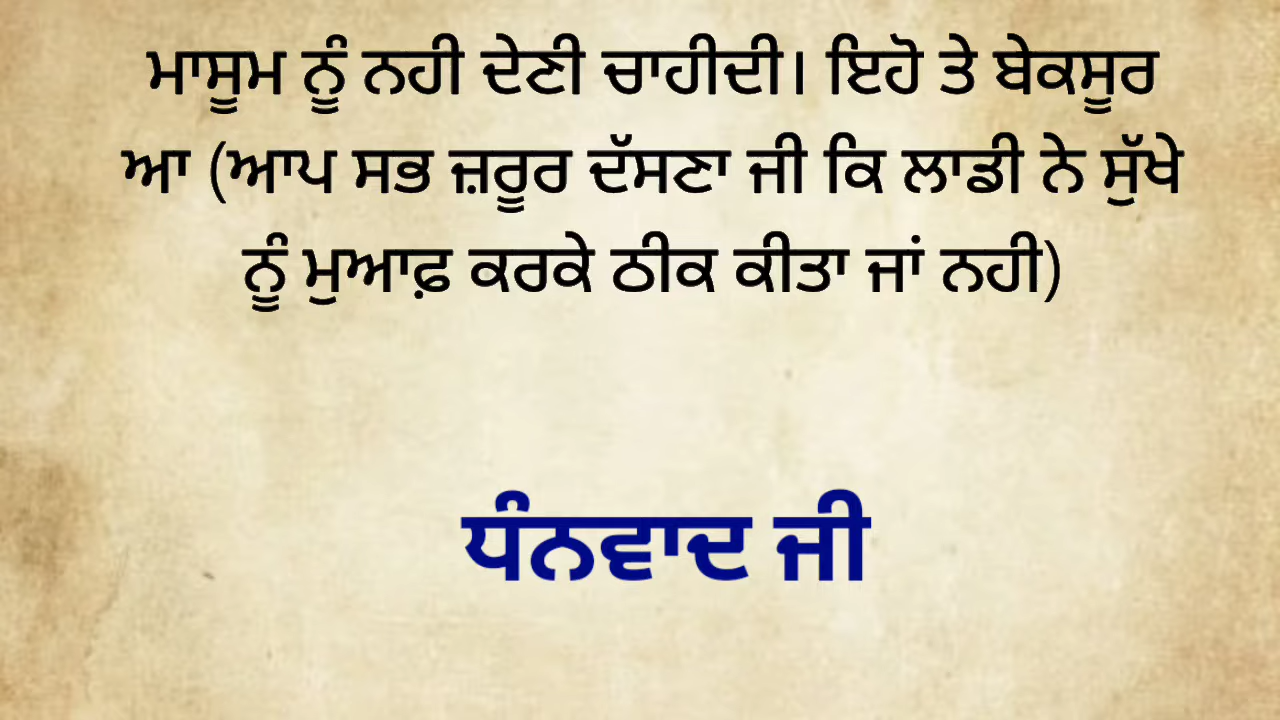 ਮਾਸੂਮ ਨੂੰ ਨਹੀ ਦੇਣੀ ਚਾਹੀਦੀ। ਇਹੋ ਤੇ ਬੇਕਸੂਰ
ਆ (ਆਪ ਸਭ ਜ਼ਰੂਰ ਦੱਸਣਾ ਜੀ ਕਿ ਲਾਡੀ ਨੇ ਸੁੱਖੇ
ਨੂੰ ਮੁਆਫ਼ ਕਰਕੇ ਠੀਕ ਕੀਤਾ ਜਾਂ ਨਹੀ)
ਧੰਨਵਾਦ ਜੀ